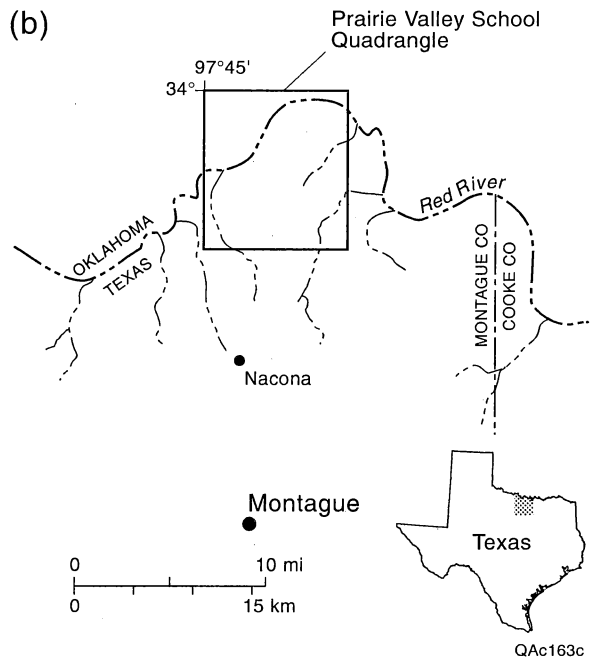 (b)
Prairie Valley School
Quadrangle
97°45'
34°
Red River
OKLAHOMA
TEXAS
MONTAGUE CO
COOKE CO
Nacona
Montague
0 10 mi
0 15 km
Texas
QAc163c